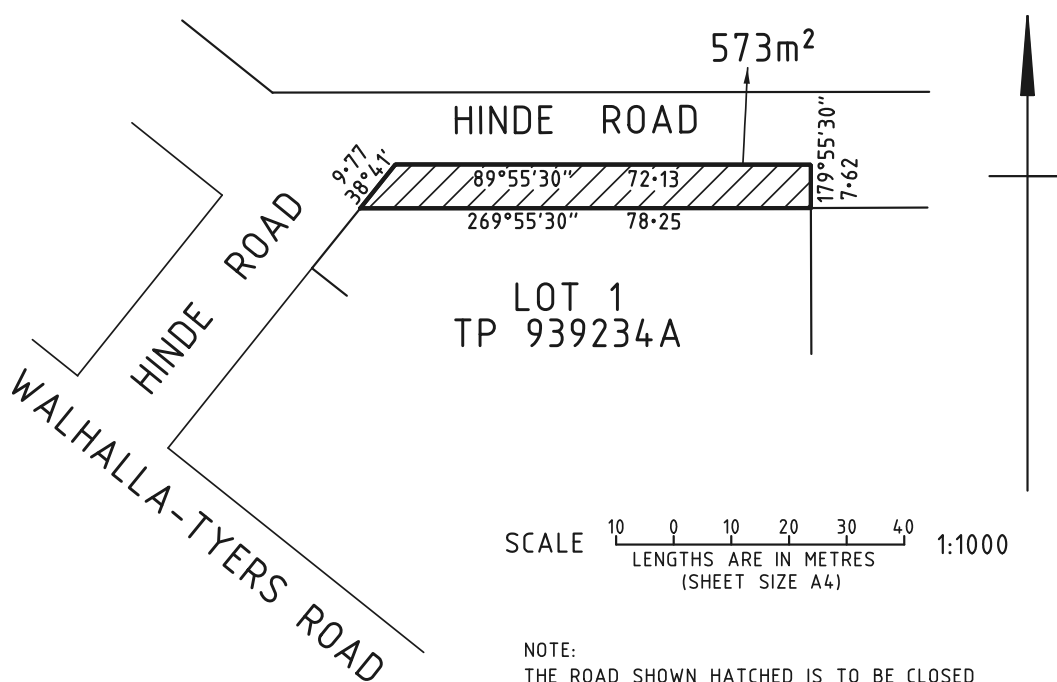 573m²
HINDE ROAD
179°55'30"
7·62
9·77
38°41'
89°55'30" 72·13
269°55'30" 78·25
HINDE ROAD
LOT 1
TP 939234A
WALHALLA-TYERS ROAD
SCALE 10 0 10 20 30 40 1:1000
LENGTHS ARE IN METRES
(SHEET SIZE A4)
NOTE:
THE ROAD SHOWN HATCHED IS TO BE CLOSED